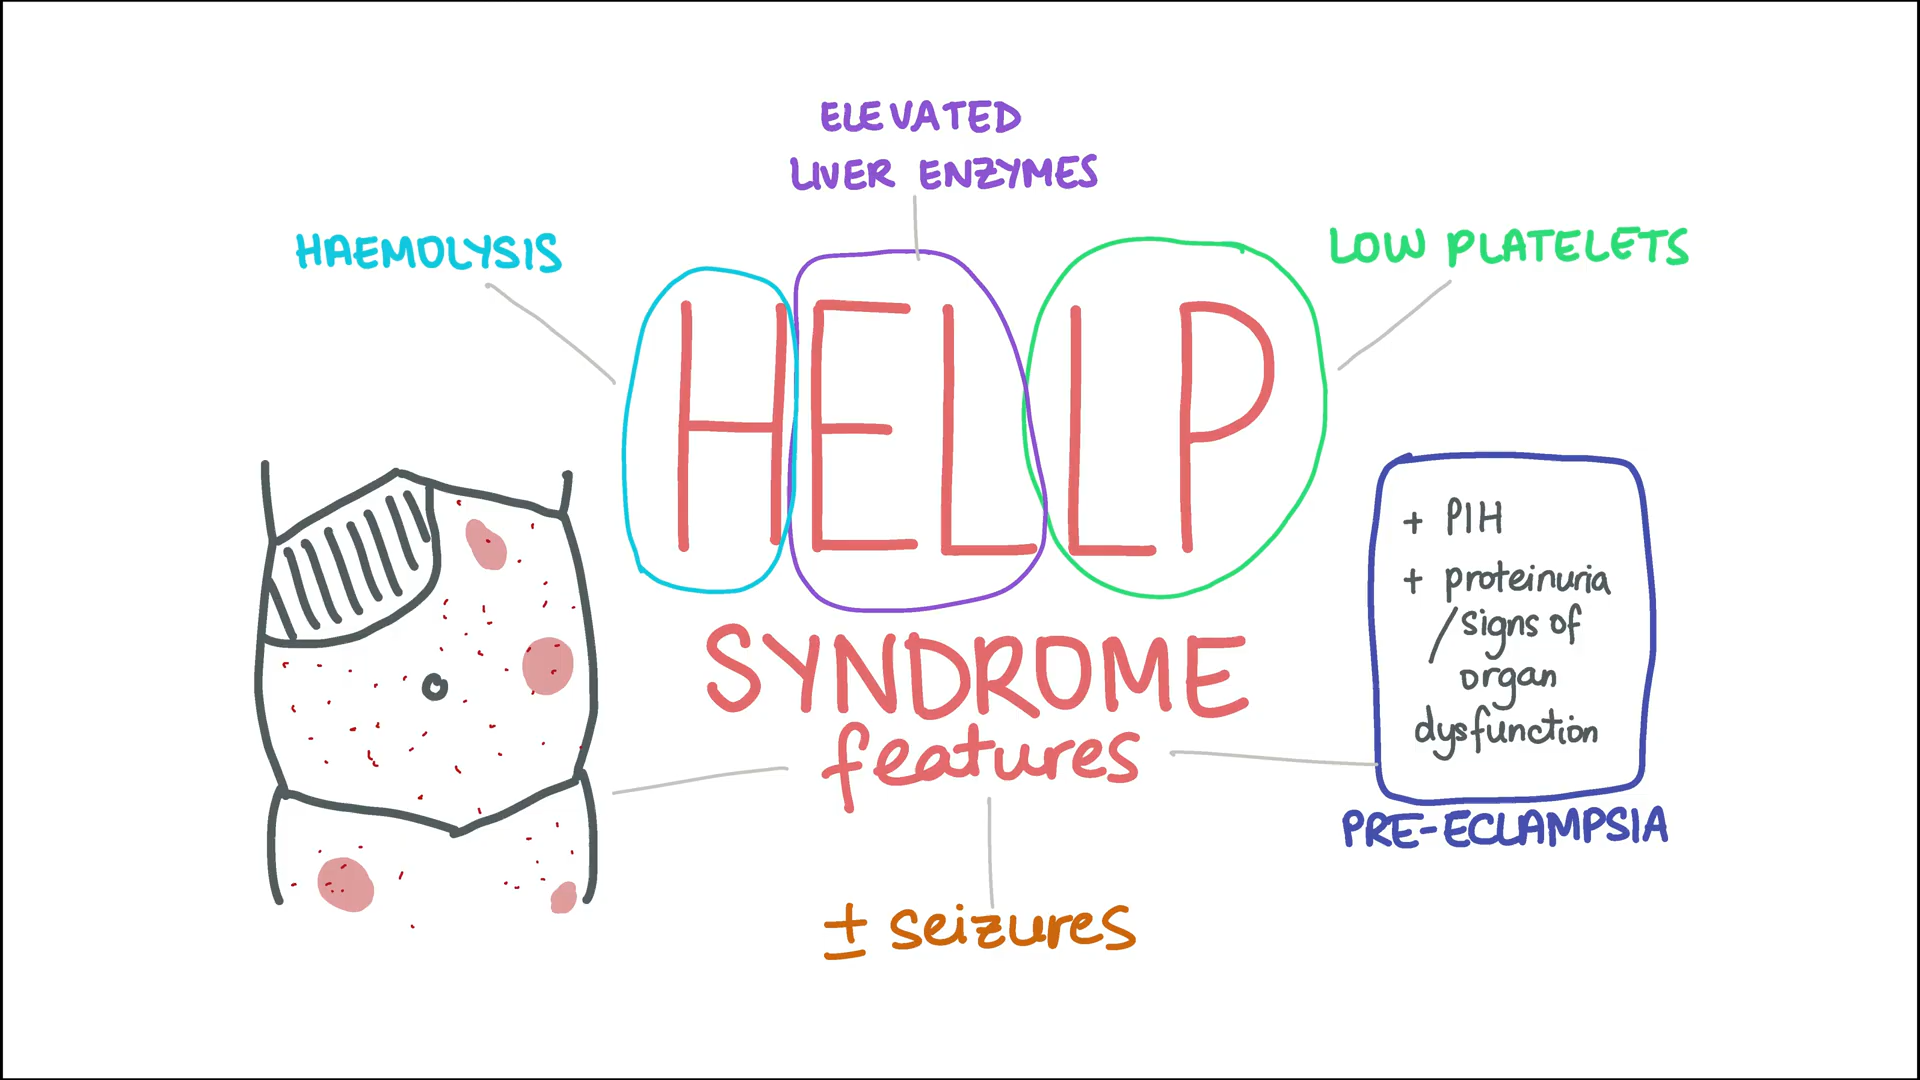 ELEVATED
LIVER ENZYMES
HAEMOLYSIS
LOW PLATELETS
HELLP
SYNDROME
features
+ PIH
+ proteinuria
/signs of
organ
dysfunction
PRE-ECLAMPSIA
± seizures